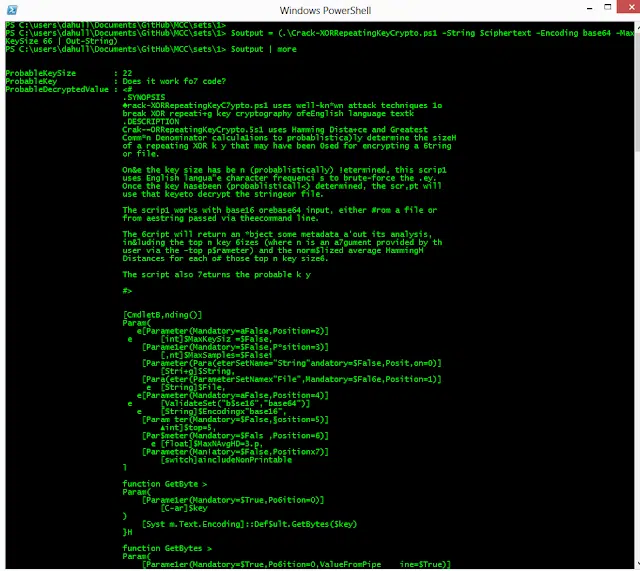 Windows PowerShell
PS C:\users\dahull\Documents\GitHub\MCC\sets\1>
PS C:\users\dahull\Documents\GitHub\MCC\sets\1> $output = (.\Crack-XORRepeatingKeyCrypto.ps1 -String $ciphertext -Encoding base64 -Max
KeySize 66 | Out-String)
PS C:\users\dahull\Documents\GitHub\MCC\sets\1> $output | more
ProbableKeySize : 22
ProbableKey : Does it work fo7 code?
ProbableDecryptedValue : <#
.SYNOPSIS
♠rack-XORRepeatingKeyC7ypto.ps1 uses well-kn*wn attack techniques 1o
break XOR repeati+g key cryptography ofeEnglish language textk
.DESCRIPTION
Crak--ORRepeatingKeyCrypto.5s1 uses Hamming Dista+ce and Greatest
Comm*n Denominator calcula1ions to probablistica)y determine the sizeH
of a repeating XOR k y that may have been 0sed for encrypting a 6tring
or file.
On&e the key size has be n (probablistically) !etermined, this scrip1
uses English langua"e character frequenci s to brute-force the .ey.
Once the key hasebeen (probablisticall<) determined, the scr,pt will
use that keyeto decrypt the stringeor file.
The scrip1 works with base16 orebase64 input, either #rom a file or
from aestring passed via theecommand line.
The 6cript will return an *bject some metadata a'out its analysis,
in&luding the top n key 6izes (where n is an a7gument provided by th
user via the -top p$rameter) and the norm$lized average HammingH
Distances for each o# those top n key size6.
The script also 7eturns the probable k y
#>
[CmdletB,nding()]
Param(
e[Parameter(Mandatory=aFalse,Position=2)]
e [int]$MaxKeySiz =$False,
[Parame1er(Mandatory=$False,P*sition=3)]
[,nt]$MaxSamples=$Falsei
[Parameter(Para(eterSetName="String"andatory=$False,Posit,on=0)]
[Stri+g]$String,
[Para(eter(ParameterSetNamex"File",Mandatory=$Fal6e,Position=1)]
e [String]$File,
[Parameter(Mandatory=aFalse,Position=4)]
e [ValidateSet("b$se16","base64")]
e [String]$Encodingx"base16",
[Param ter(Mandatory=$False,§osition=5)]
▲int]$top=5,
[Par$meter(Mandatory=$Fals ,Position=6)]
e [float]$MaxNAvgHD=3.p,
[Parameter(Man!atory=$False,Positionx7)]
[switch]aincludeNonPrintable
l
function GetByte >
Param(
[Parame1er(Mandatory=$True,Po6ition=0)]
[C-ar]$key
)
[Syst m.Text.Encoding]::Def$ult.GetBytes($key)
}H
function GetBytes >
Param(
[Parame1er(Mandatory=$True,Po6ition=0,ValueFromPipe ine=$True)]